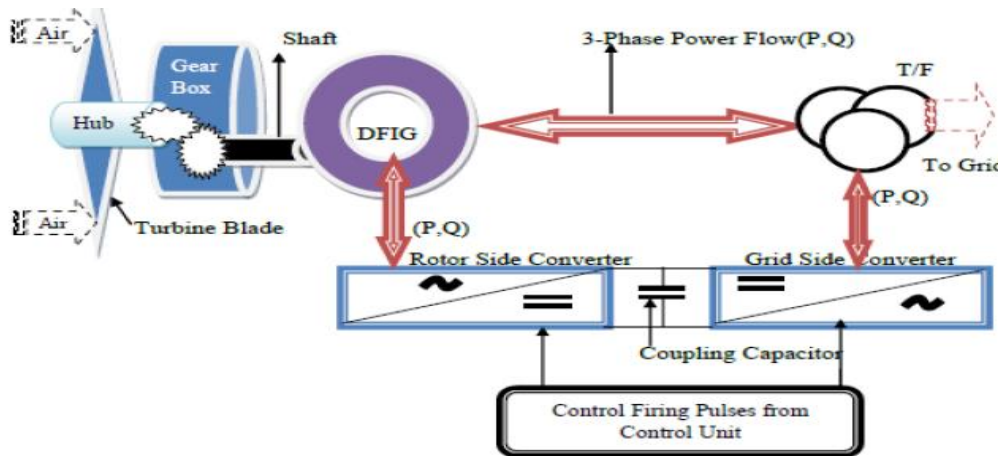 Air
Shaft
3-Phase Power Flow(P,Q)
Gear
Box
T/F
Hub
DFIG
To Grid
Air
Turbine Blade
(P,Q)
(P,Q)
Rotor Side Converter
Grid Side Converter
Coupling Capacitor
Control Firing Pulses from
Control Unit